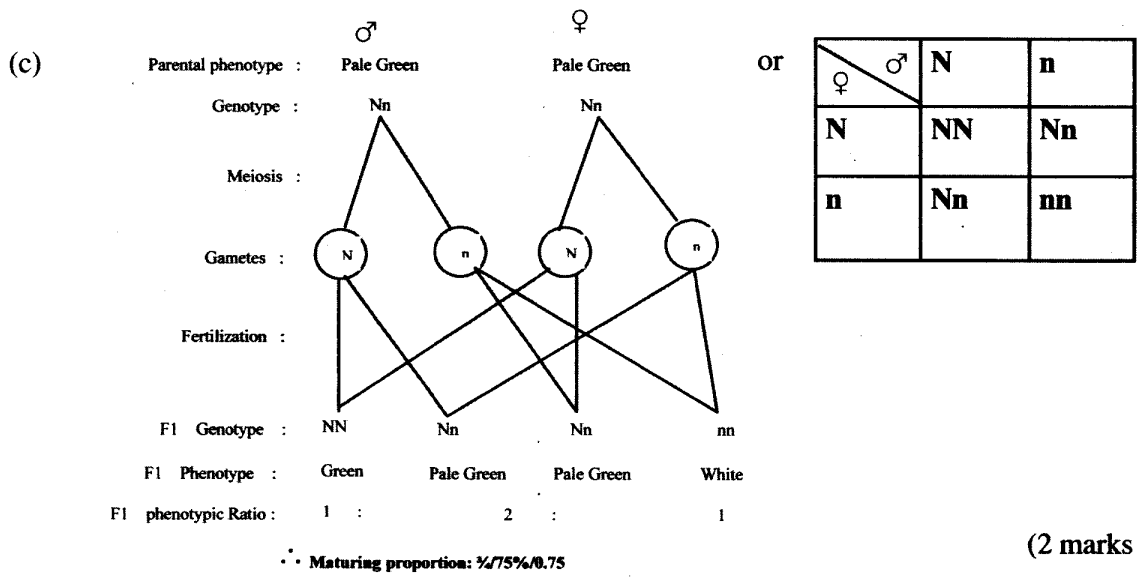 ♂ ♀
(c) Parental phenotype : Pale Green Pale Green or
Genotype : Nn Nn
Meiosis :
Gametes : N n N n
Fertilization :
F1 Genotype : NN Nn Nn nn
F1 Phenotype : Green Pale Green Pale Green White
F1 phenotypic Ratio : 1 : 2 : 1
∴ Maturing proportion: ¾/75%/0.75
♀ ♂ N n
N NN Nn
n Nn nn
(2 marks